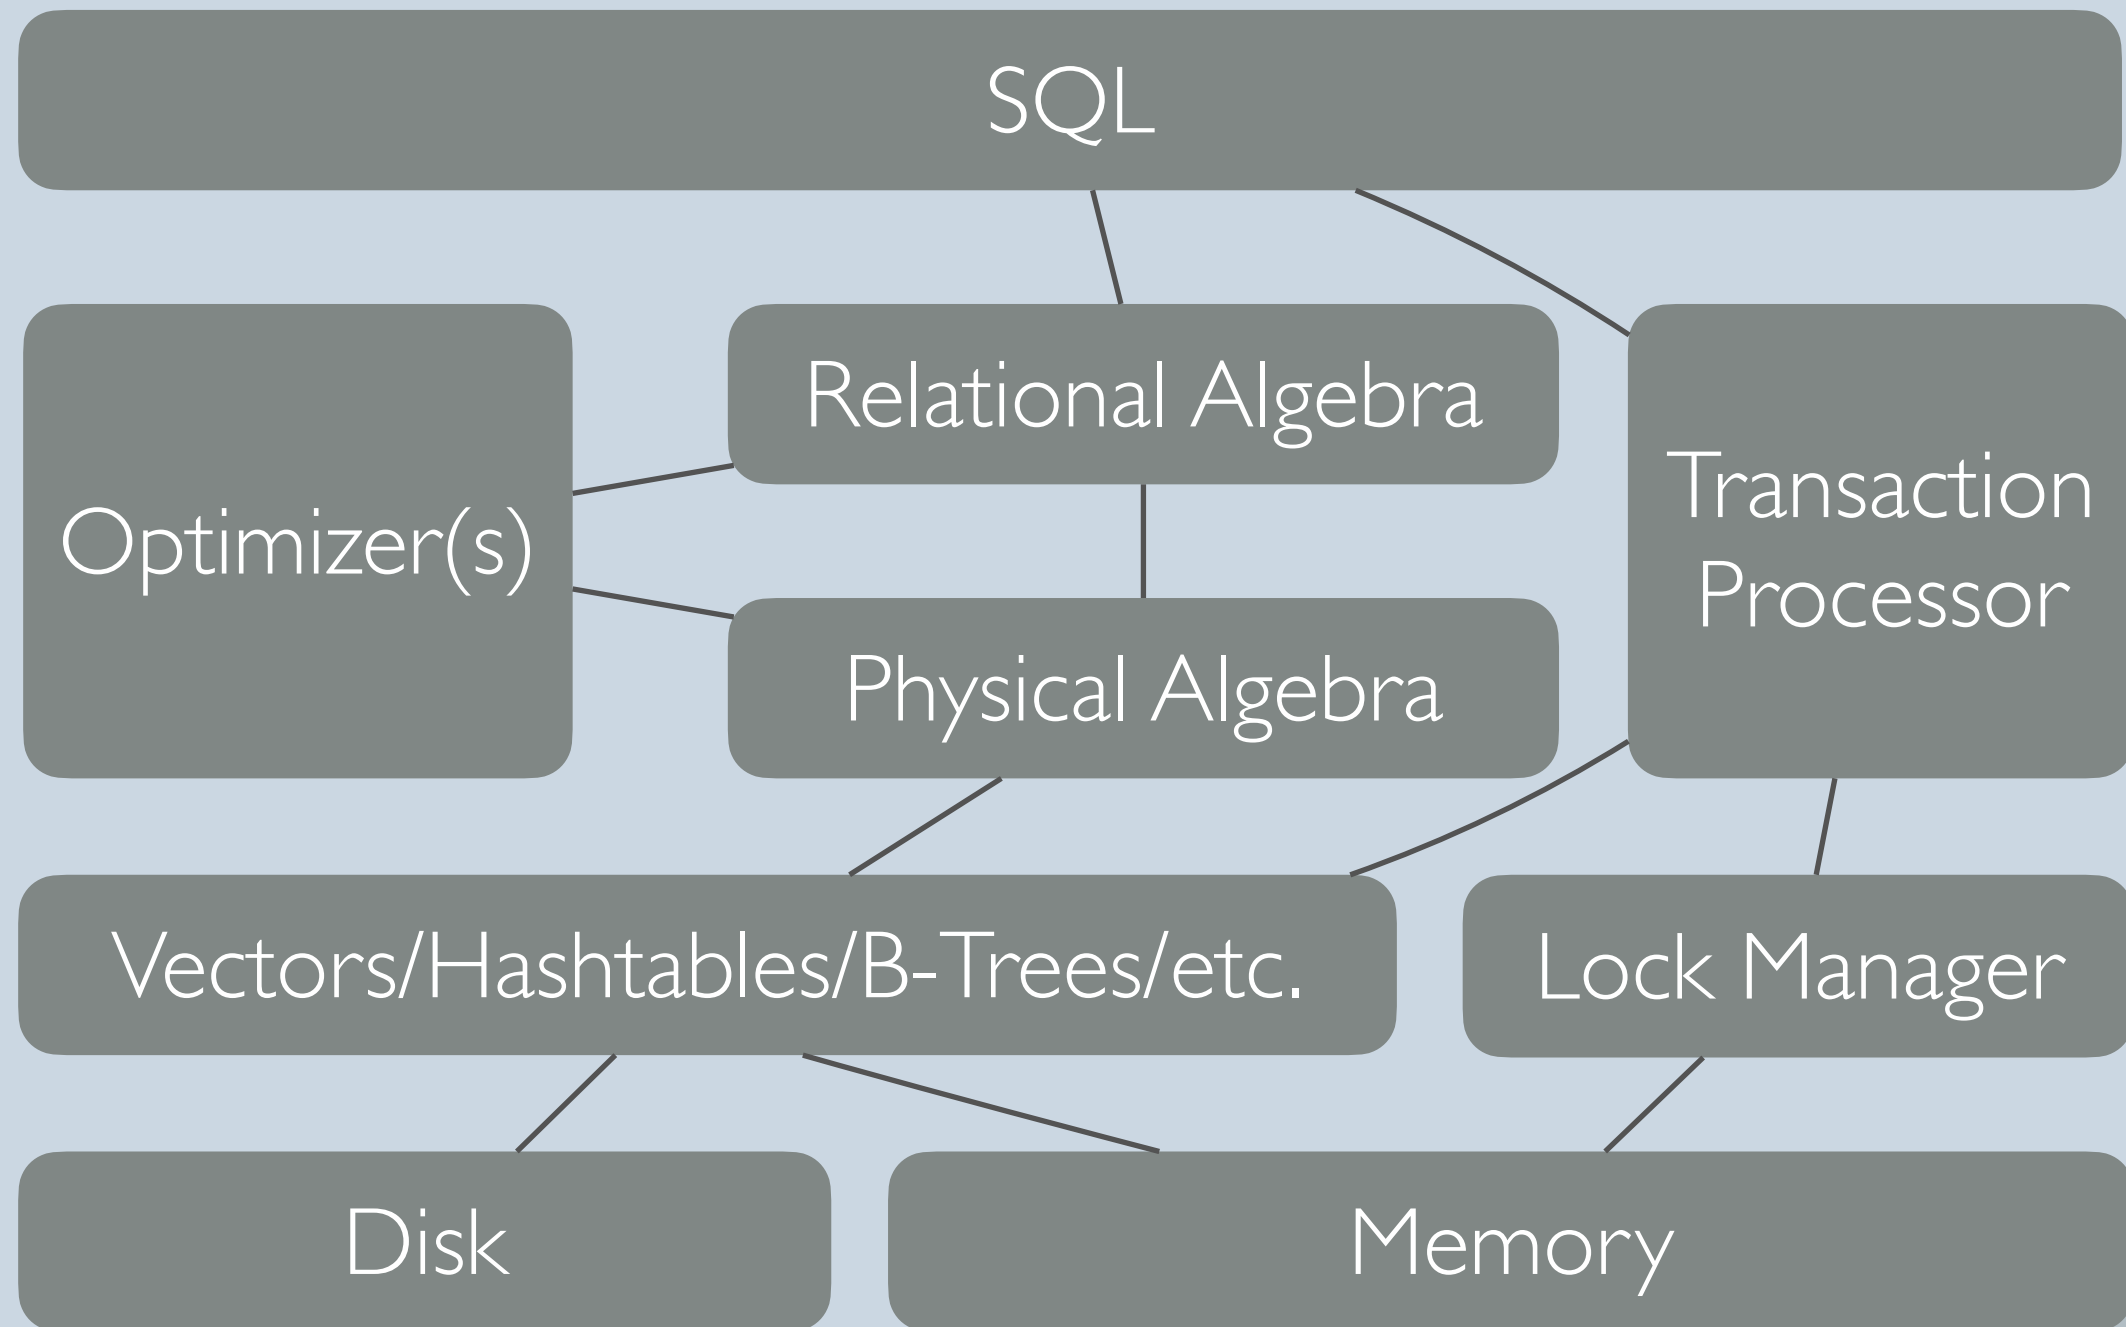 SQL
Relational Algebra
Optimizer(s)
Transaction
Processor
Physical Algebra
Vectors/Hashtables/B-Trees/etc.
Lock Manager
Disk
Memory